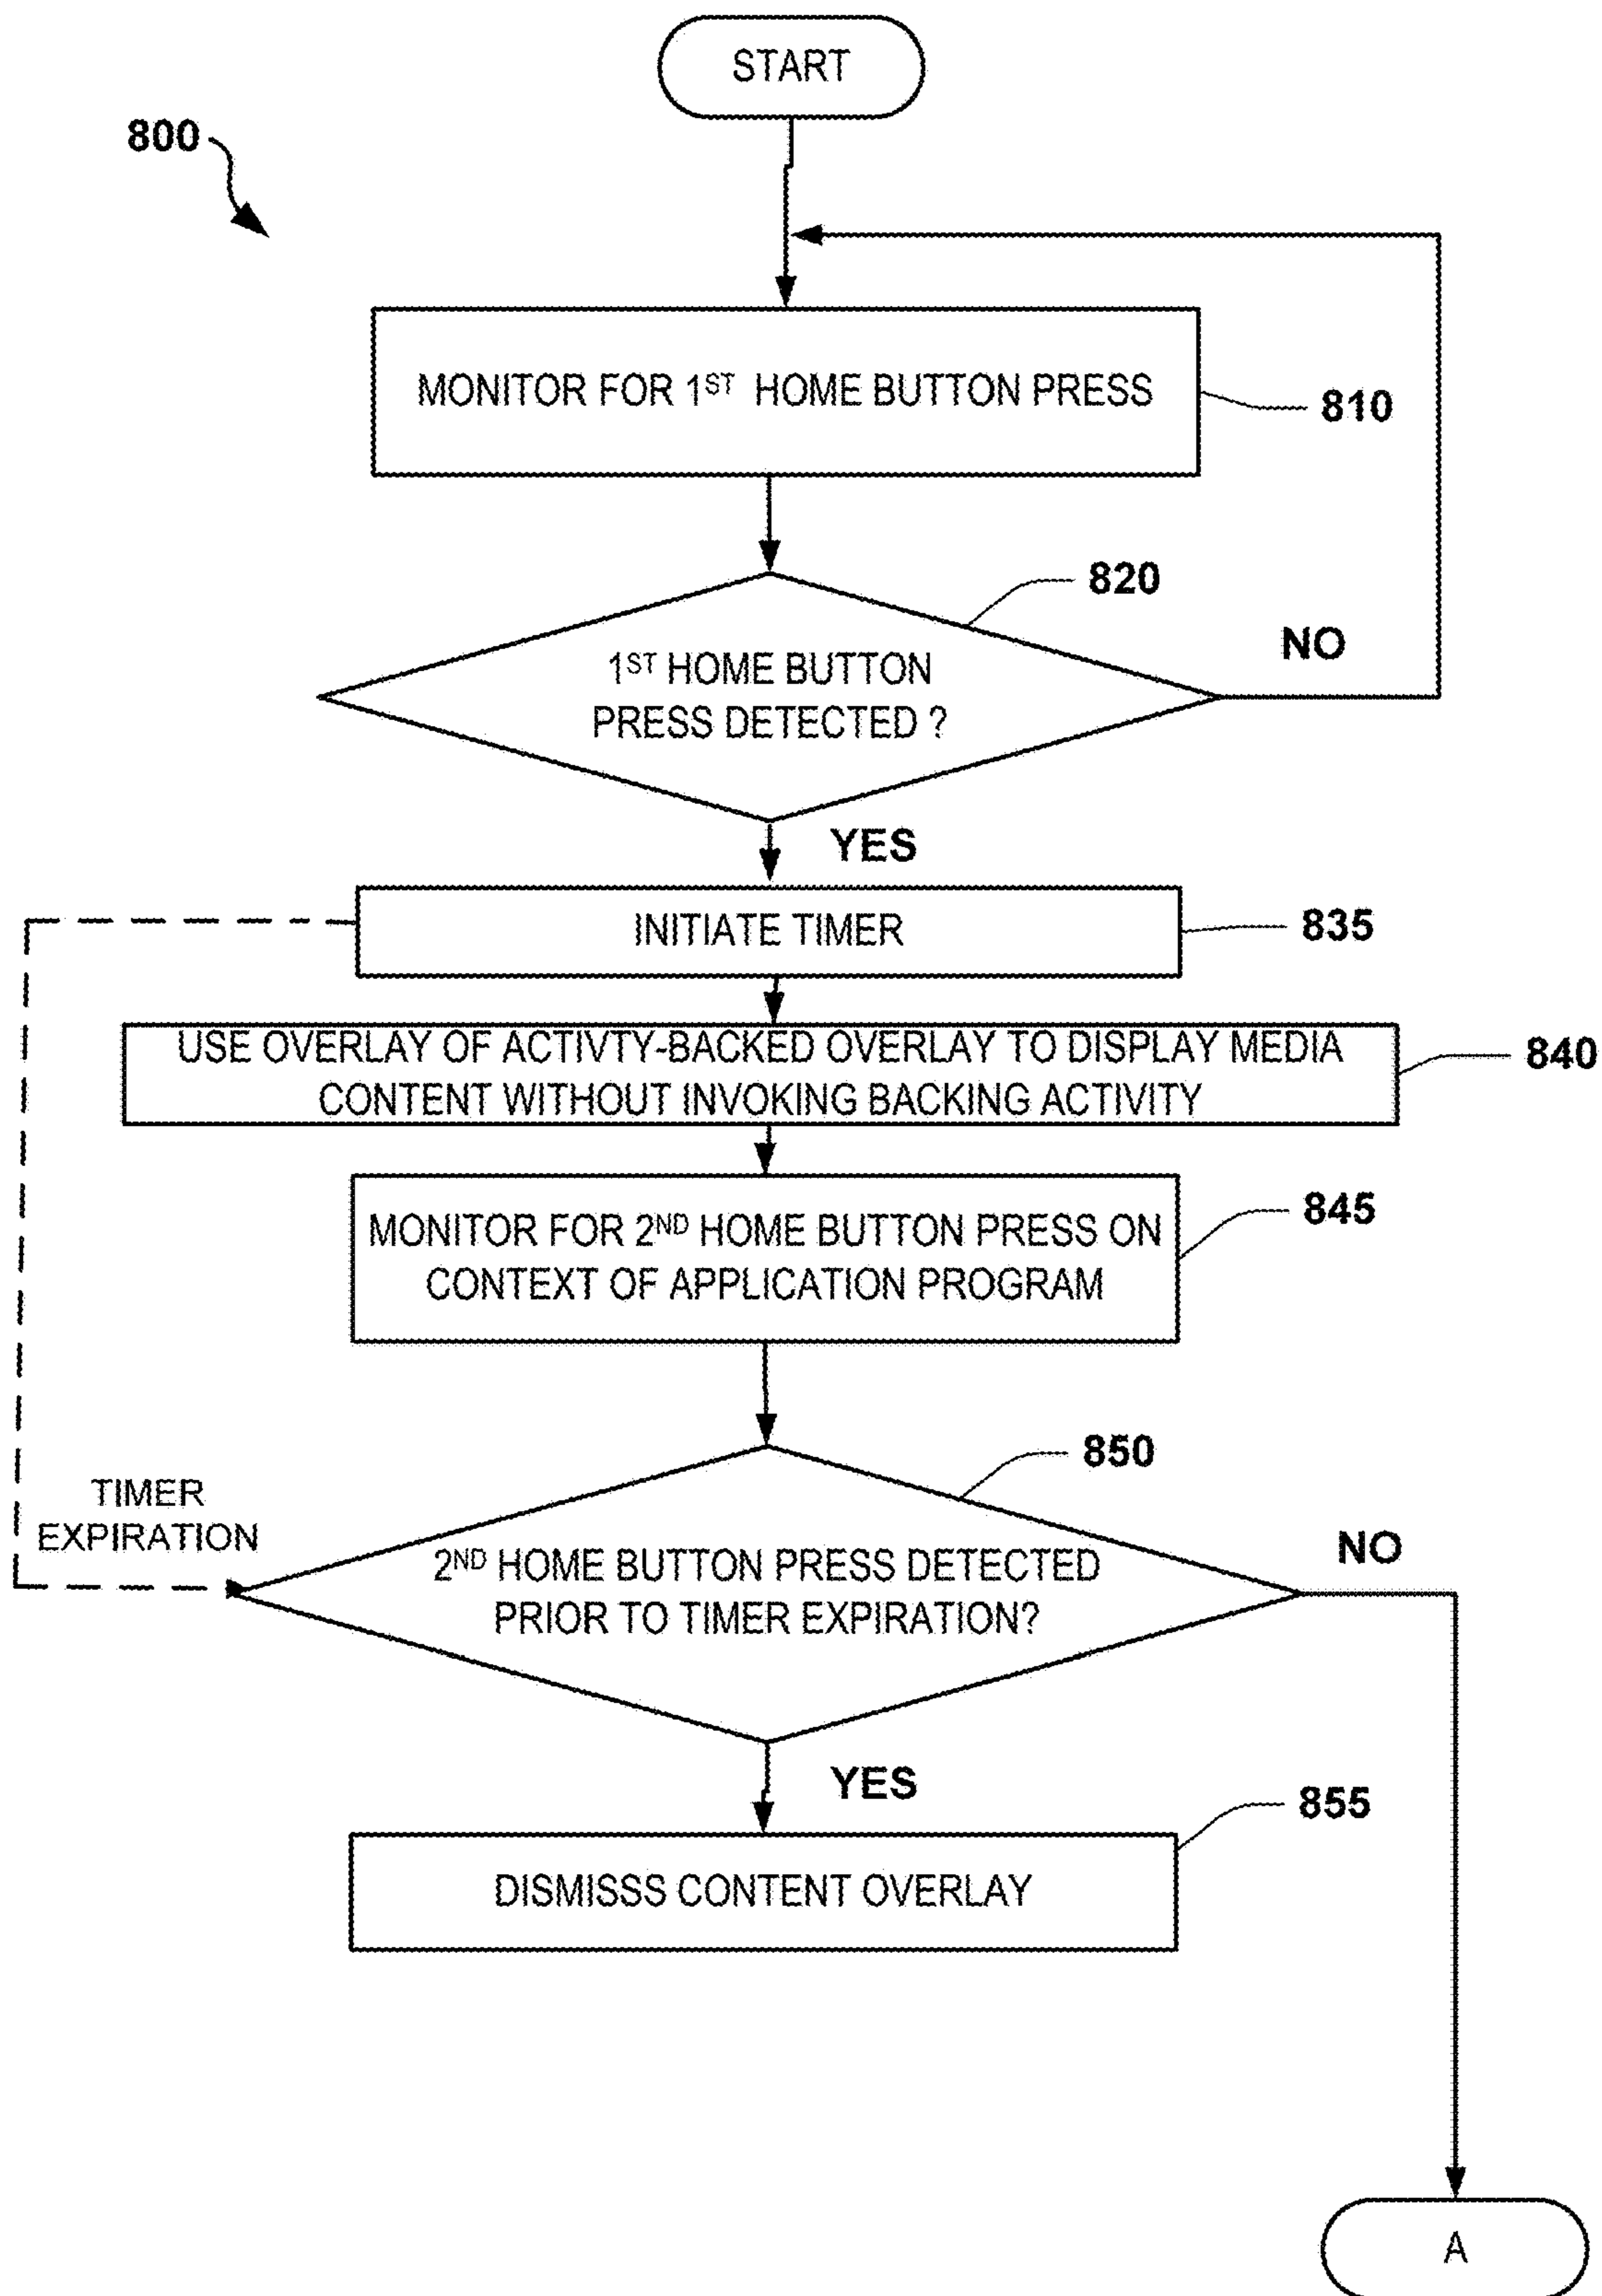 START
800
MONITOR FOR 1ST HOME BUTTON PRESS
810
820
NO
1ST HOME BUTTON
PRESS DETECTED ?
YES
INITIATE TIMER
835
USE OVERLAY OF ACTIVTY-BACKED OVERLAY TO DISPLAY MEDIA
CONTENT WITHOUT INVOKING BACKING ACTIVITY
840
MONITOR FOR 2ND HOME BUTTON PRESS ON
CONTEXT OF APPLICATION PROGRAM
845
850
TIMER
EXPIRATION
NO
2ND HOME BUTTON PRESS DETECTED
PRIOR TO TIMER EXPIRATION?
YES
855
DISMISSS CONTENT OVERLAY
A